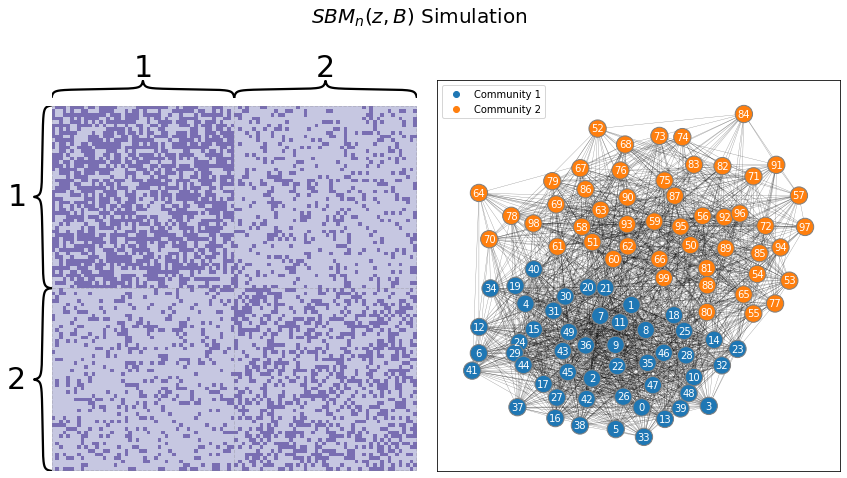 $SBM_n(z, B)$ Simulation
1 2
1
2
Community 1
Community 2
84
52 73 74
68
67 76 83 82 91
79 75 71
64 86 90 87 57
69 63 56 92 96
78 98 58 93 59 95 72 97
70 61 51 62 50 89 94
60 66 85
40 99 81 54 53
34 19 20 21 88
30 65
4 1 77
31 7 18 80 55
11
12 15 49 8 25
24 36 9 14
6 29 43 46 28 23
44 22 35 32
41 45 2 10
17 47
27 42 26 48
37 0 39 3
16 13
38 5
33